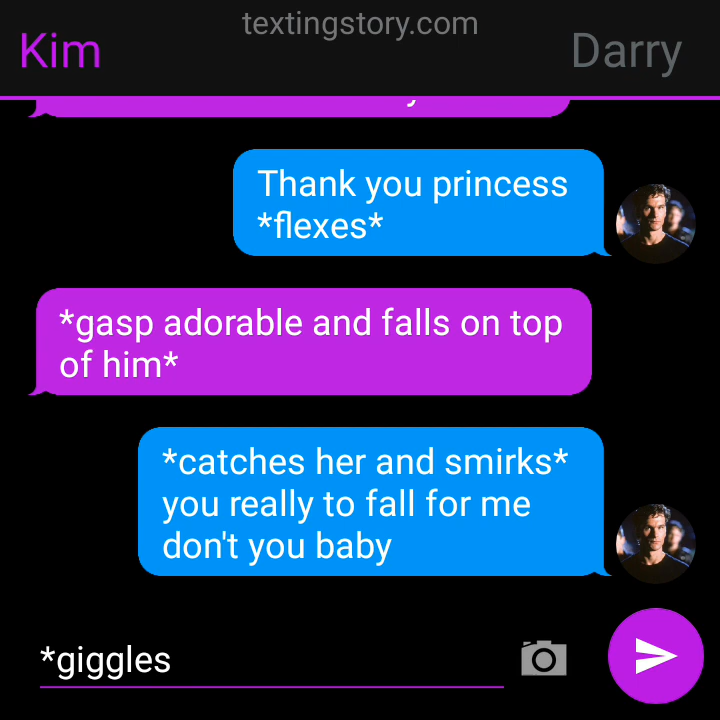 textingstory.com
Kim
Darry
Thank you princess
*flexes*
*gasp adorable and falls on top
of him*
*catches her and smirks*
you really to fall for me
don't you baby
*giggles